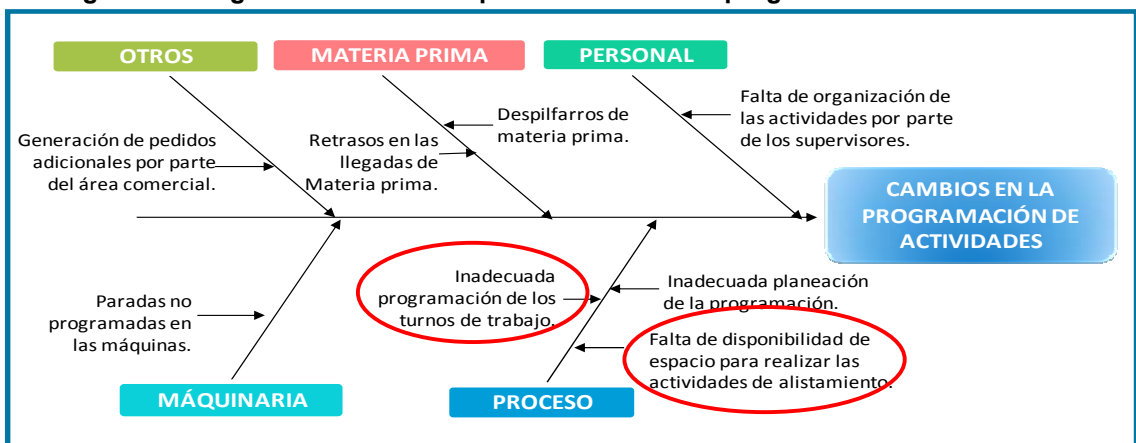 OTROS
MATERIA PRIMA
PERSONAL
Generación de pedidos
adicionales por parte
del área comercial.
Retrasos en las
llegadas de
Materia prima.
Despilfarros de
materia prima.
Falta de organización de
las actividades por parte
de los supervisores.
CAMBIOS EN LA
PROGRAMACIÓN DE
ACTIVIDADES
Paradas no
programadas en
las máquinas.
Inadecuada
programación de los
turnos de trabajo.
Inadecuada planeación
de la programación.
Falta de disponibilidad de
espacio para realizar las
actividades de alistamiento.
MÁQUINARIA
PROCESO